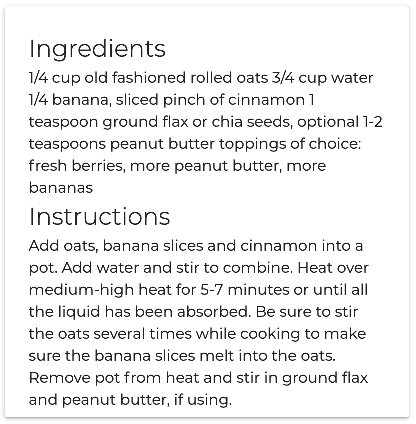 Ingredients
1/4 cup old fashioned rolled oats 3/4 cup water
1/4 banana, sliced pinch of cinnamon 1
teaspoon ground flax or chia seeds, optional 1-2
teaspoons peanut butter toppings of choice:
fresh berries, more peanut butter, more
bananas
Instructions
Add oats, banana slices and cinnamon into a
pot. Add water and stir to combine. Heat over
medium-high heat for 5-7 minutes or until all
the liquid has been absorbed. Be sure to stir
the oats several times while cooking to make
sure the banana slices melt into the oats.
Remove pot from heat and stir in ground flax
and peanut butter, if using.